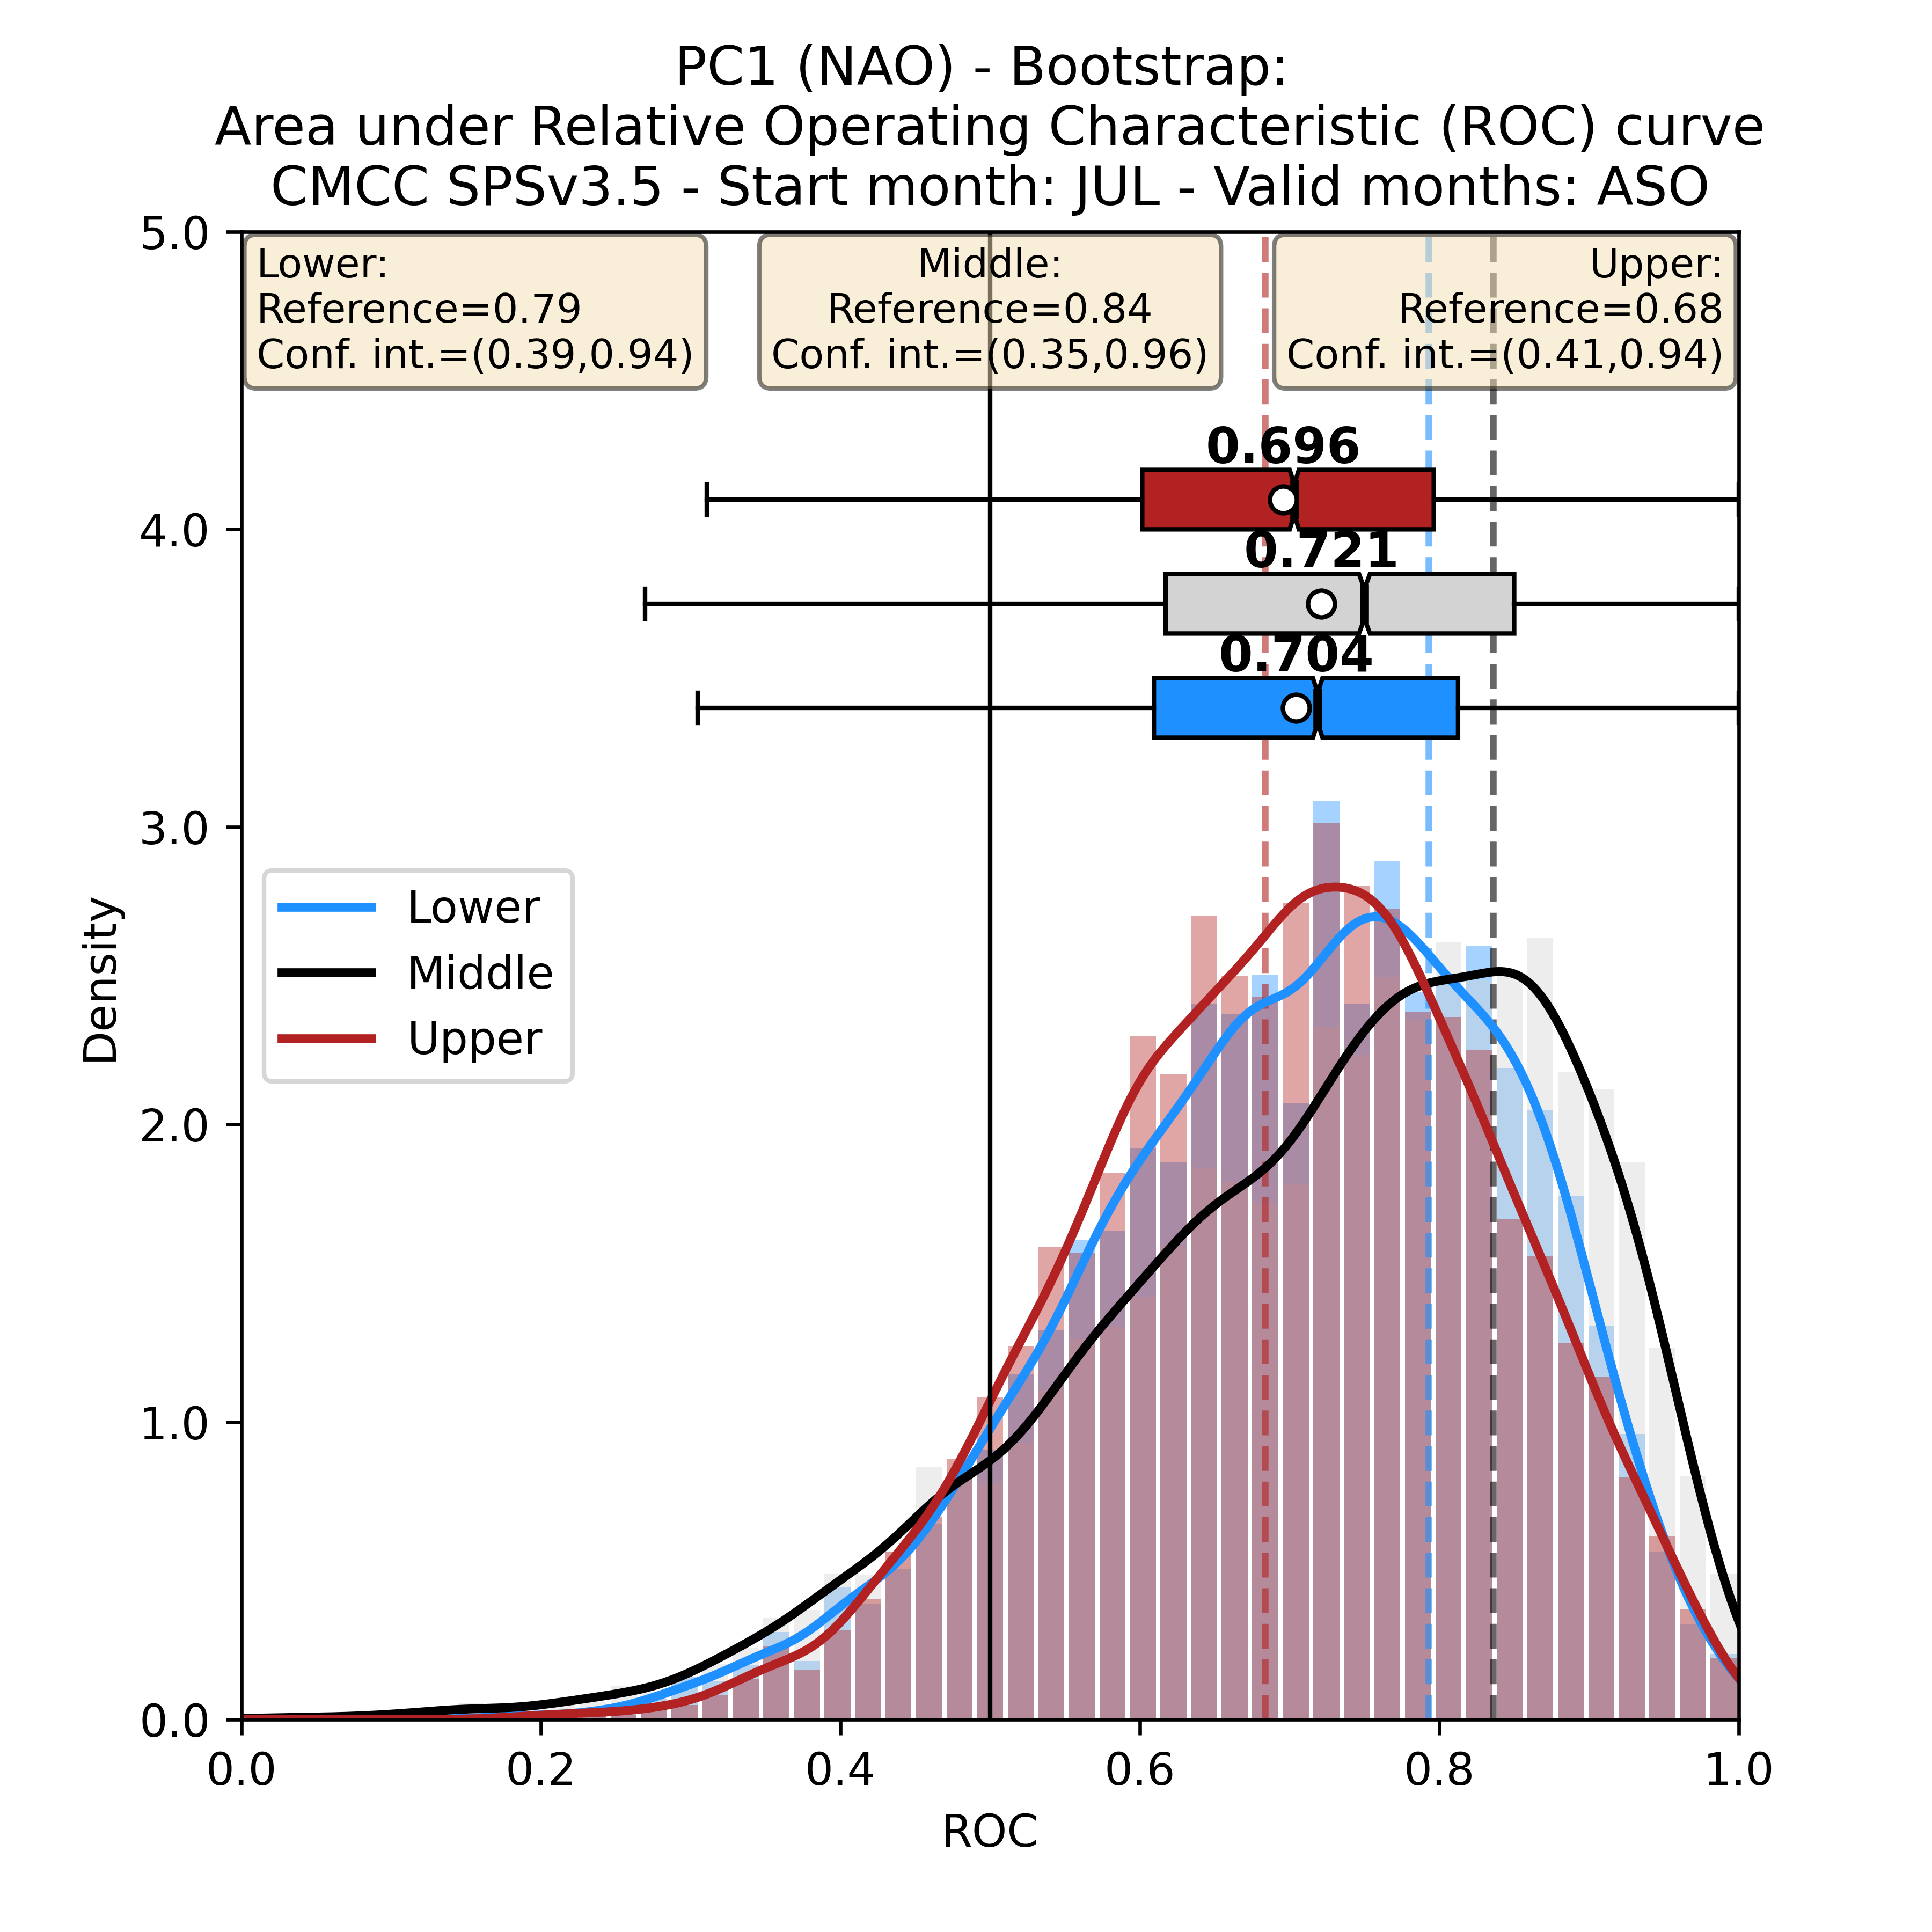 PC1 (NAO) - Bootstrap:
Area under Relative Operating Characteristic (ROC) curve
CMCC SPSv3.5 - Start month: JUL - Valid months: ASO
5.0
Lower:
Reference=0.79
Conf. int.=(0.39,0.94)
Middle:
Reference=0.84
Conf. int.=(0.35,0.96)
Upper:
Reference=0.68
Conf. int.=(0.41,0.94)
0.696
4.0
0.721
0.704
3.0
Lower
Middle
Upper
Density
2.0
1.0
0.0
0.0
0.2
0.4
0.6
0.8
1.0
ROC